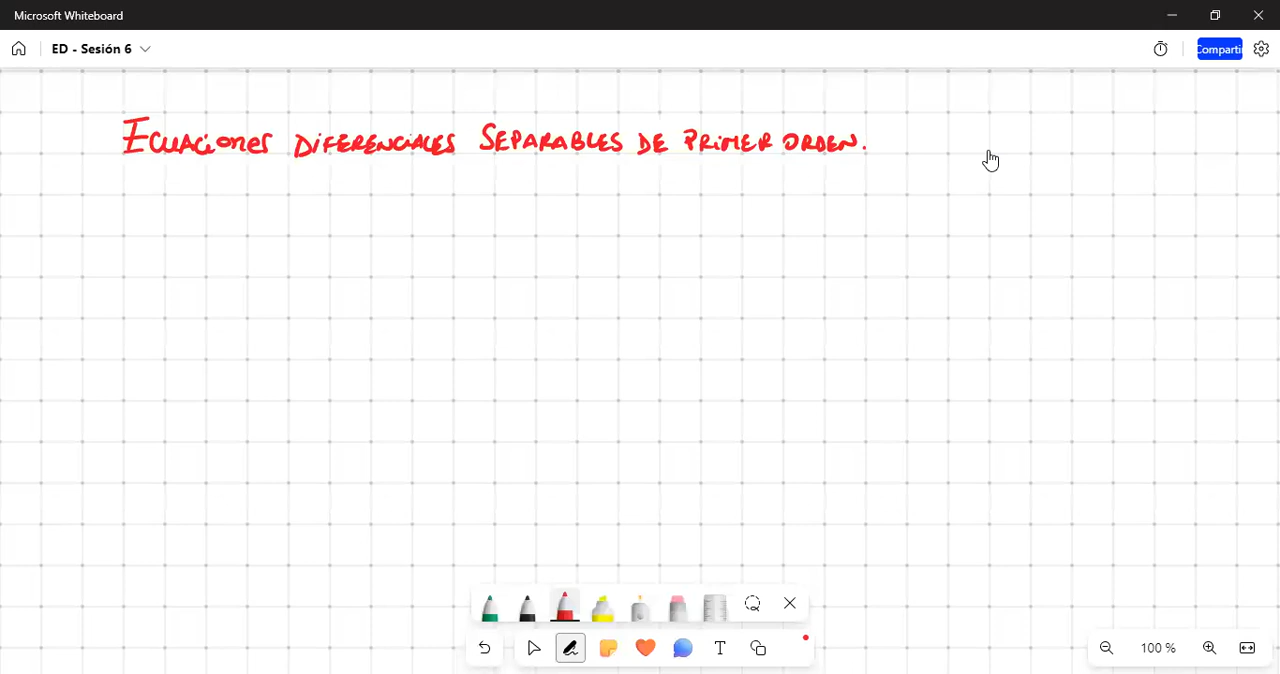 Microsoft Whiteboard
ED - Sesión 6
Compartir
Ecuaciones DIFERENCIALES SEPARABLES DE PRIMER ORDEN.
T
100 %